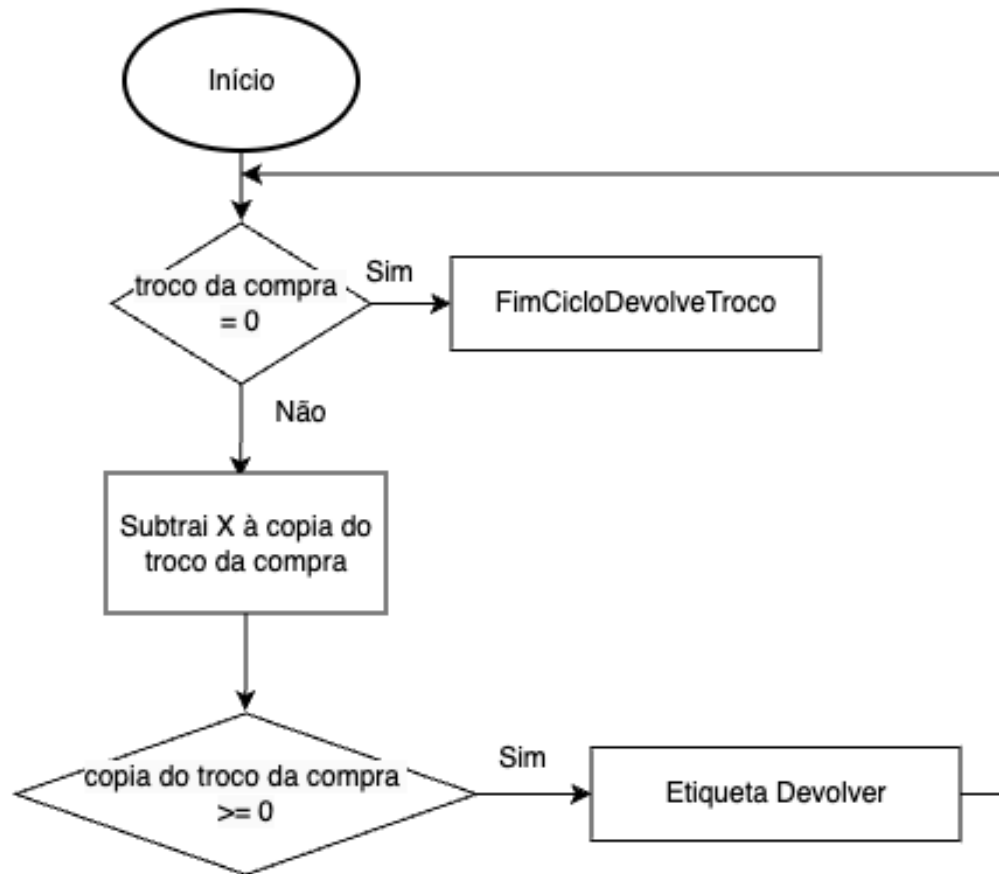 Início
troco da compra
= 0
Sim
FimCicloDevolveTroco
Não
Subtrai X à copia do
troco da compra
copia do troco da compra
>= 0
Sim
Etiqueta Devolver